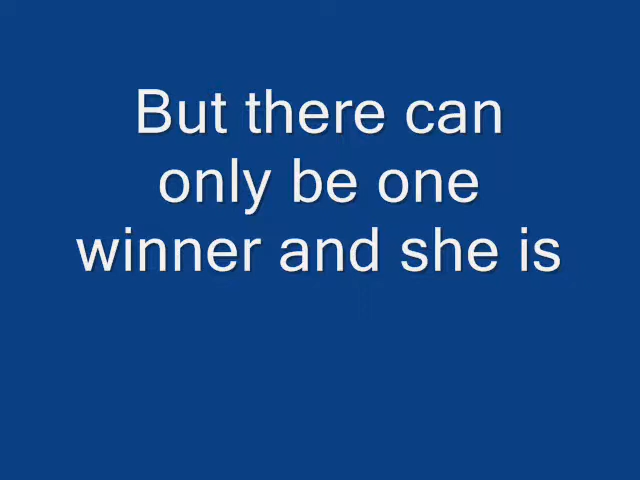 But there can
only be one
winner and she is